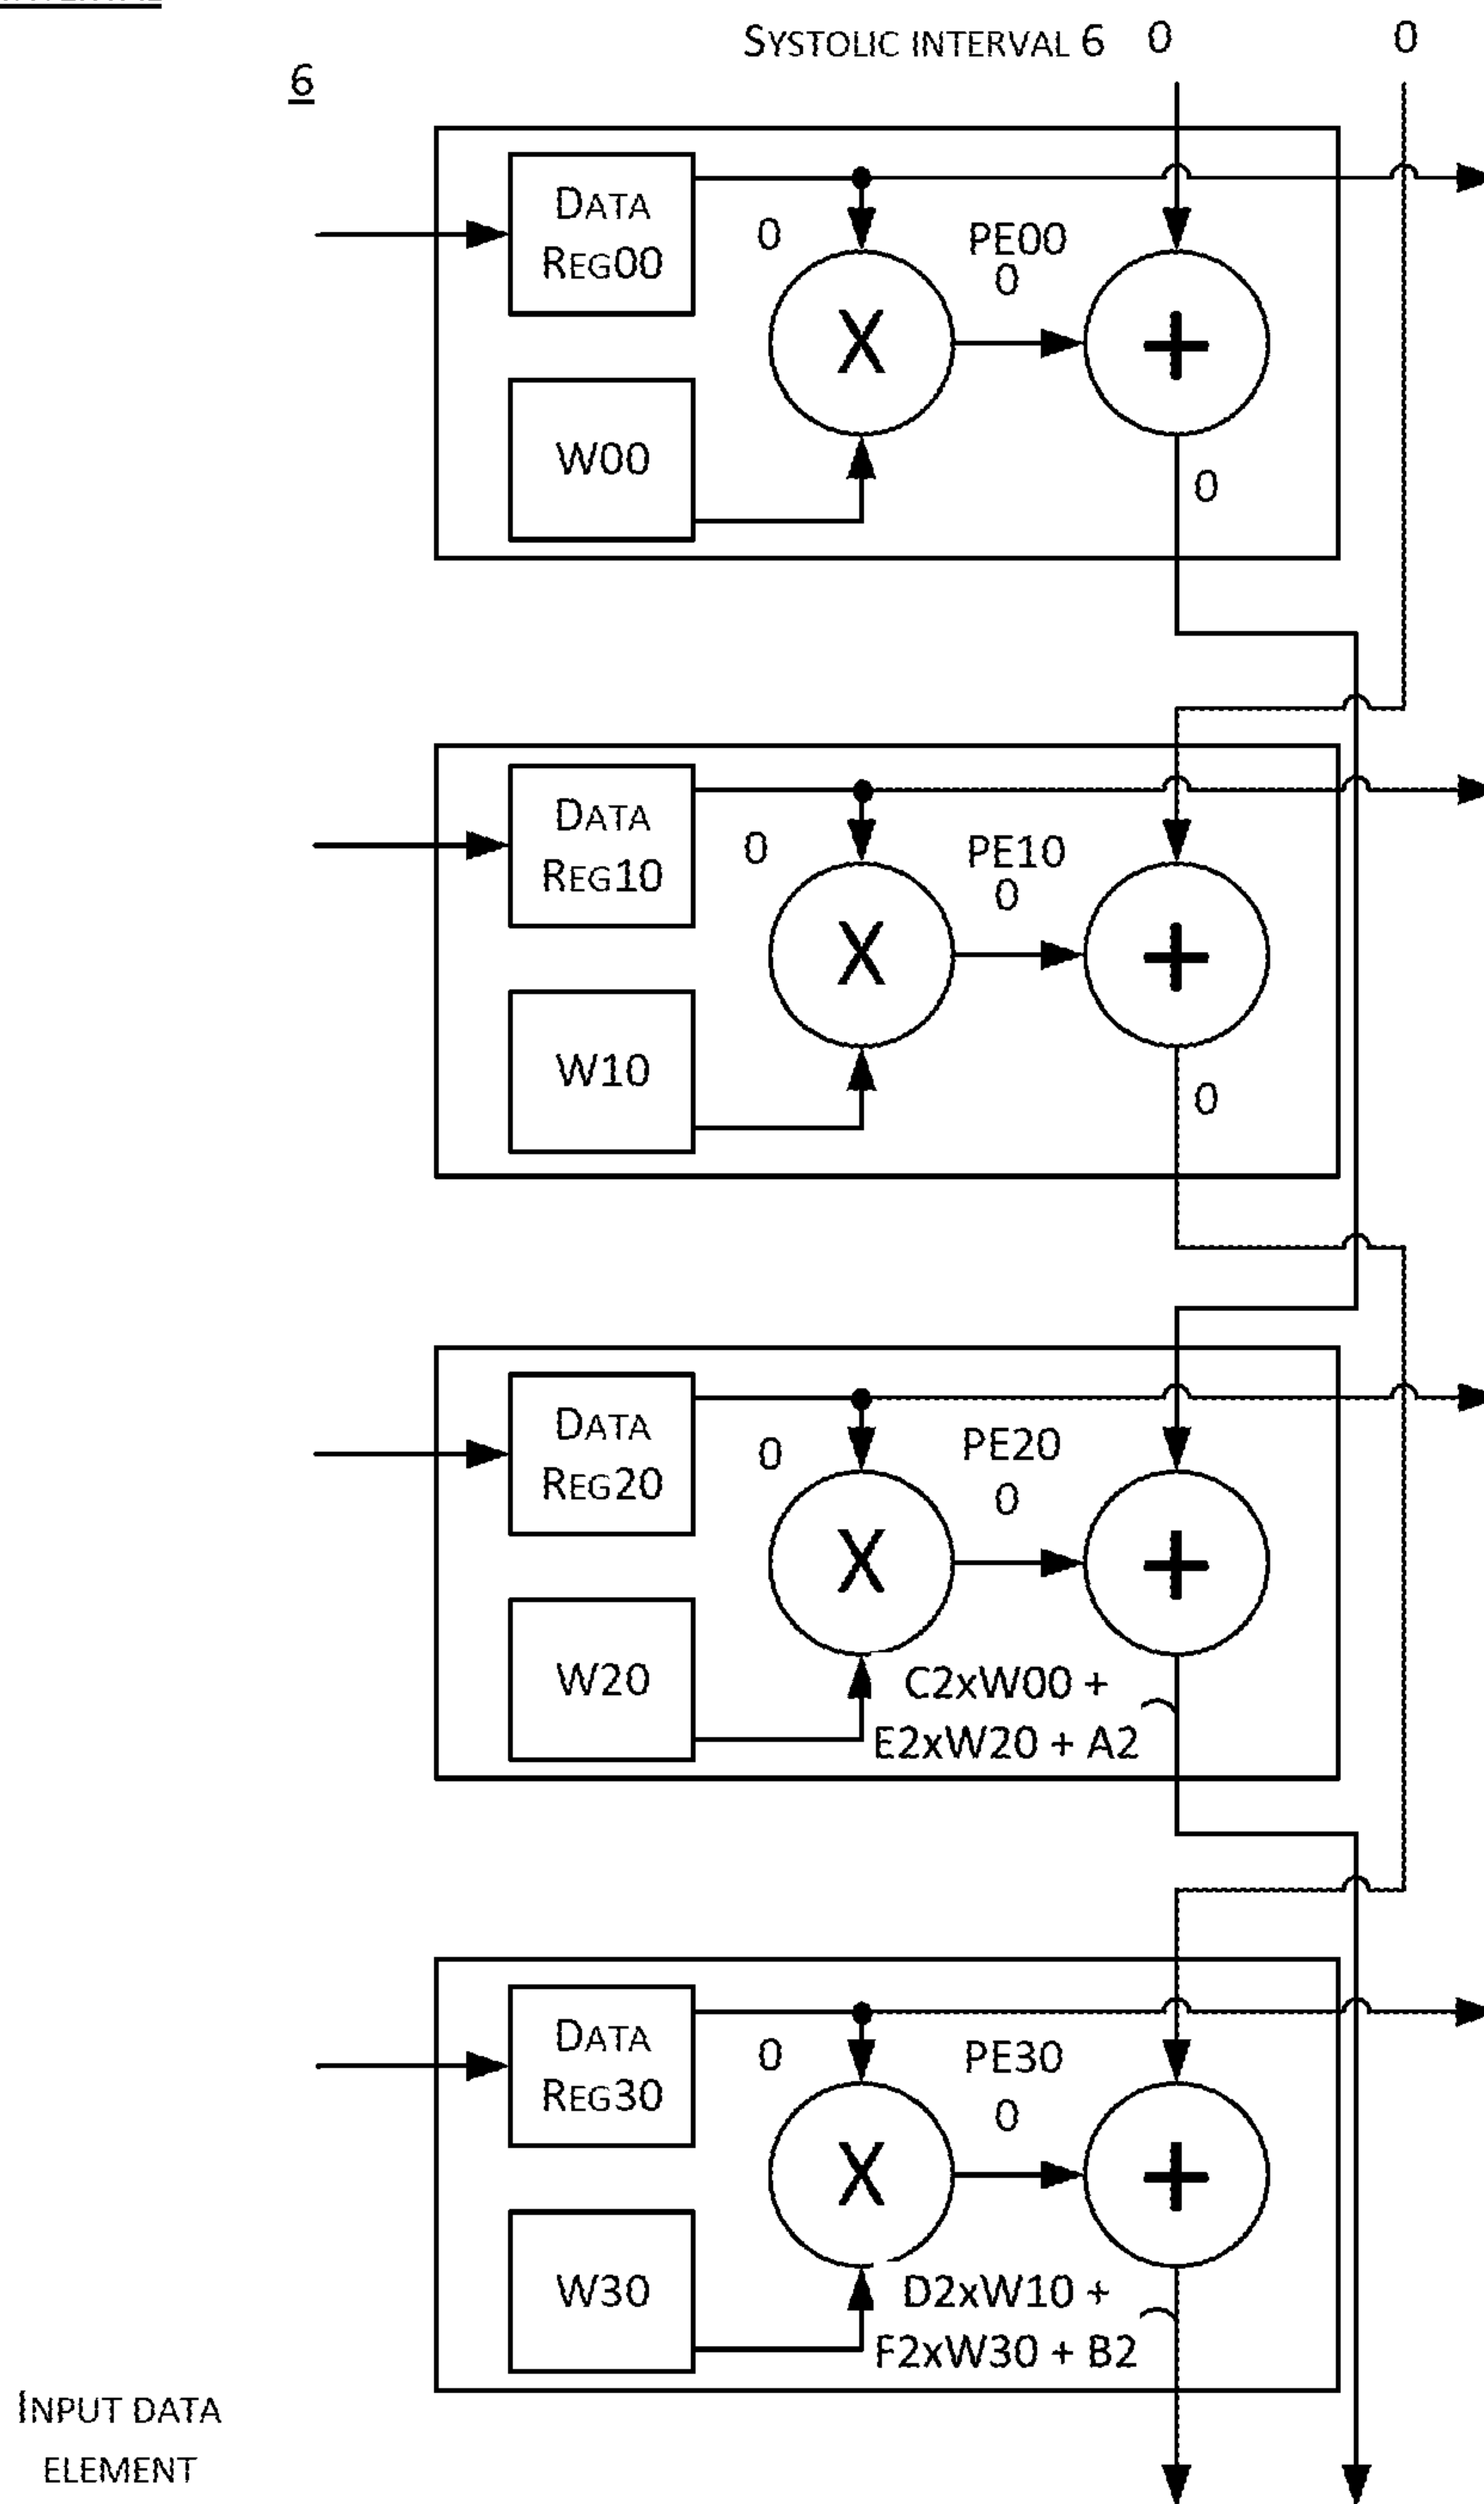 SYSTOLIC INTERVAL 6 0 0
6
DATA
REG00
0
PE00
0
X
+
W00
0
DATA
REG10
0
PE10
0
X
+
W10
0
DATA
REG20
0
PE20
0
X
+
W20
C2xW00 +
E2xW20 + A2
DATA
REG30
0
PE30
0
X
+
W30
D2xW10 +
F2xW30 + B2
INPUT DATA
ELEMENT